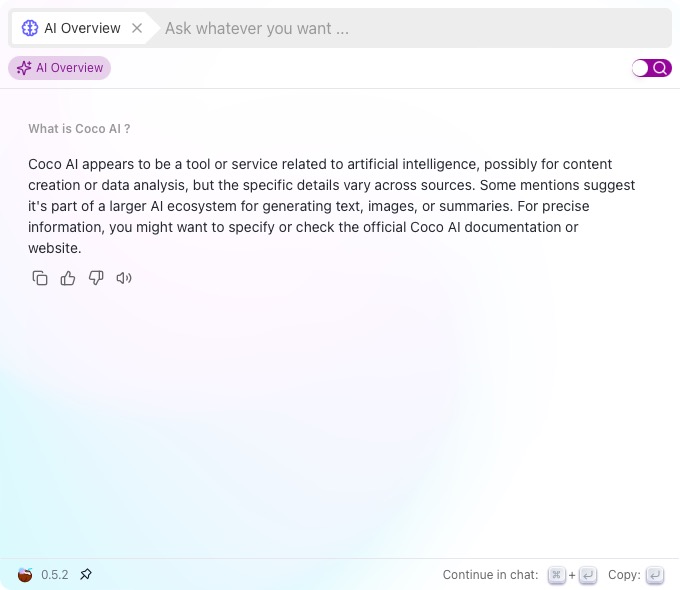 AI Overview
Ask whatever you want ...
AI Overview
What is Coco AI ?
Coco AI appears to be a tool or service related to artificial intelligence, possibly for content
creation or data analysis, but the specific details vary across sources. Some mentions suggest
it's part of a larger AI ecosystem for generating text, images, or summaries. For precise
information, you might want to specify or check the official Coco AI documentation or
website.
0.5.2
Continue in chat: ⌘ + ↵ Copy: ↵